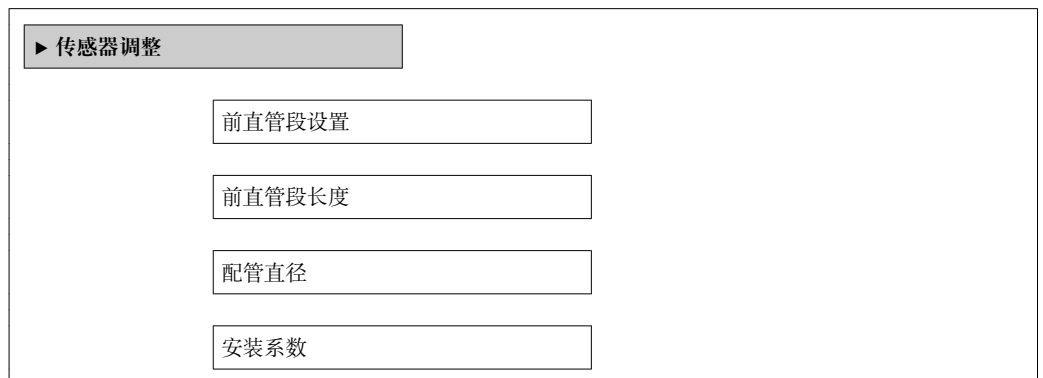 ▶ 传感器调整
前直管段设置
前直管段长度
配管直径
安装系数